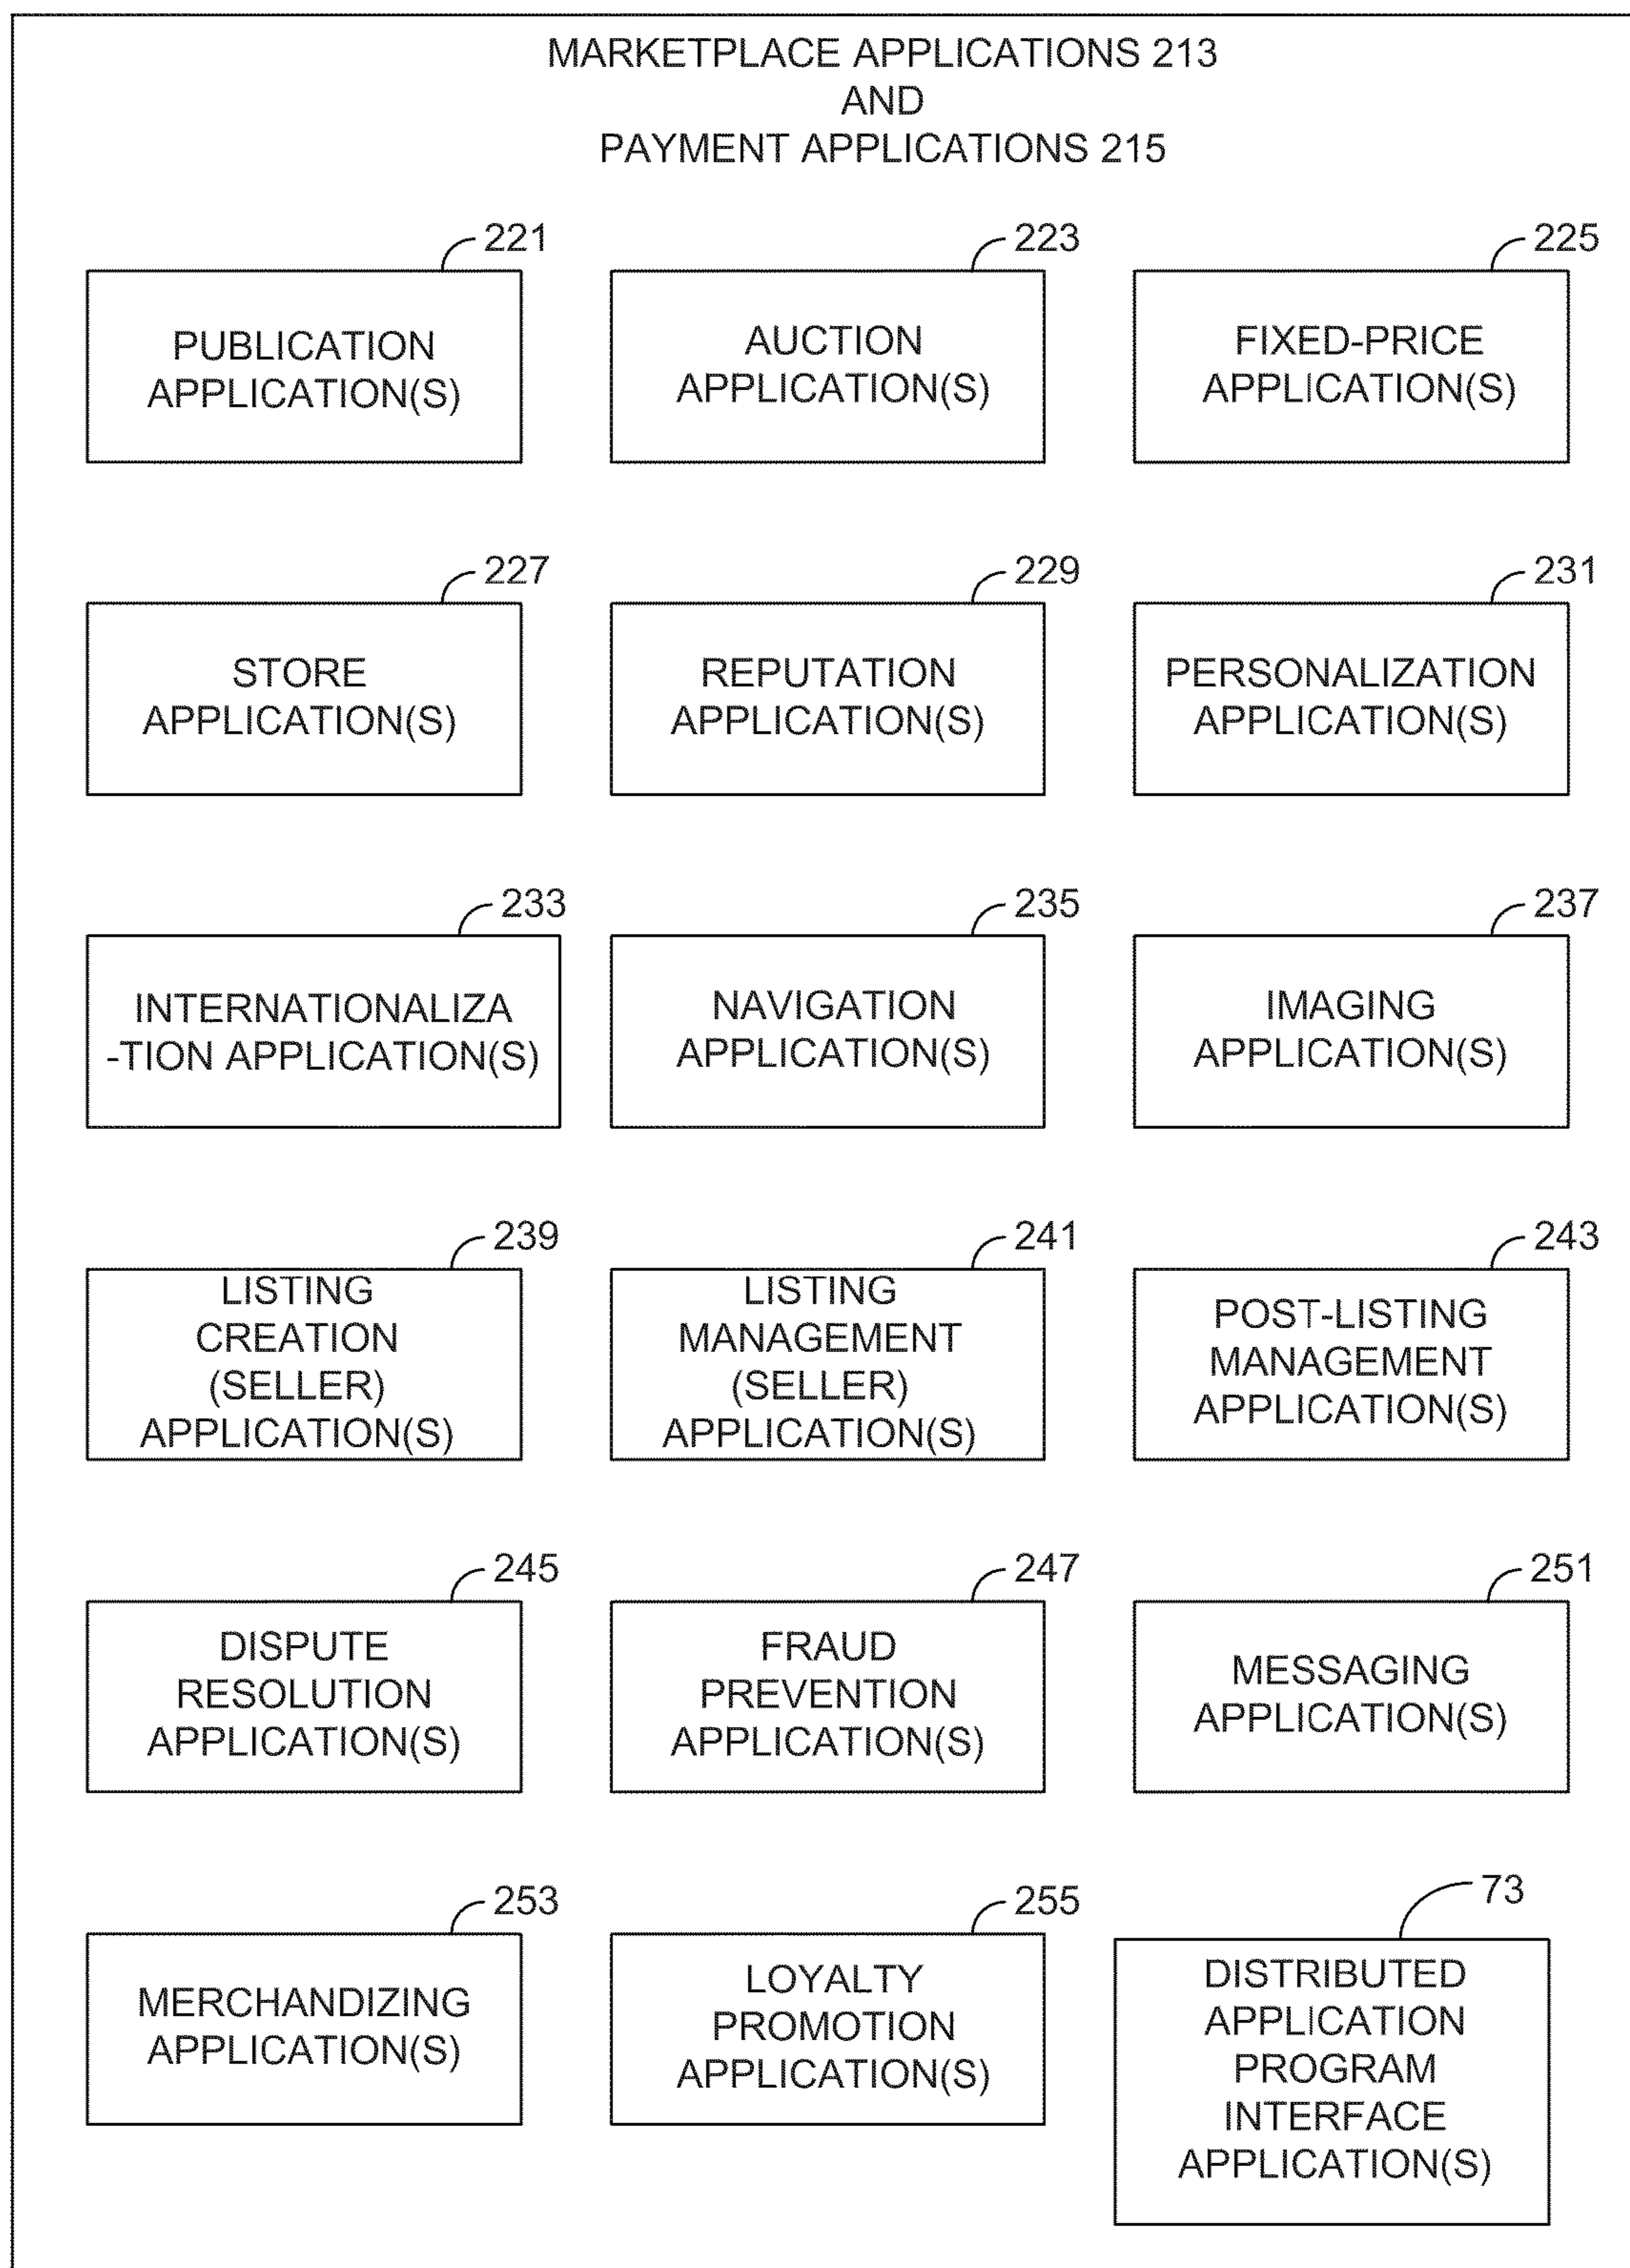 MARKETPLACE APPLICATIONS 213
AND
PAYMENT APPLICATIONS 215
221
PUBLICATION
APPLICATION(S)
223
AUCTION
APPLICATION(S)
225
FIXED-PRICE
APPLICATION(S)
227
STORE
APPLICATION(S)
229
REPUTATION
APPLICATION(S)
231
PERSONALIZATION
APPLICATION(S)
233
INTERNATIONALIZA
-TION APPLICATION(S)
235
NAVIGATION
APPLICATION(S)
237
IMAGING
APPLICATION(S)
239
LISTING
CREATION
(SELLER)
APPLICATION(S)
241
LISTING
MANAGEMENT
(SELLER)
APPLICATION(S)
243
POST-LISTING
MANAGEMENT
APPLICATION(S)
245
DISPUTE
RESOLUTION
APPLICATION(S)
247
FRAUD
PREVENTION
APPLICATION(S)
251
MESSAGING
APPLICATION(S)
253
MERCHANDIZING
APPLICATION(S)
255
LOYALTY
PROMOTION
APPLICATION(S)
73
DISTRIBUTED
APPLICATION
PROGRAM
INTERFACE
APPLICATION(S)